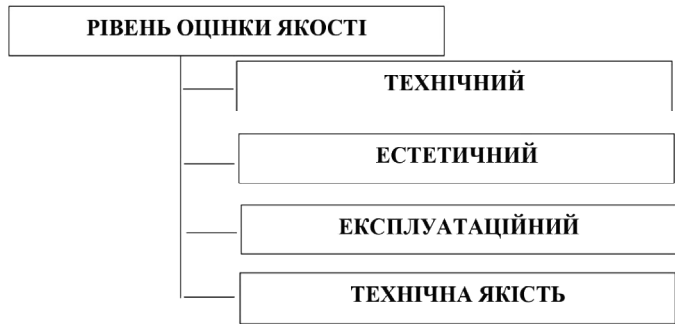 РІВЕНЬ ОЦІНКИ ЯКОСТІ
ТЕХНІЧНИЙ
ЕСТЕТИЧНИЙ
ЕКСПЛУАТАЦІЙНИЙ
ТЕХНІЧНА ЯКІСТЬ